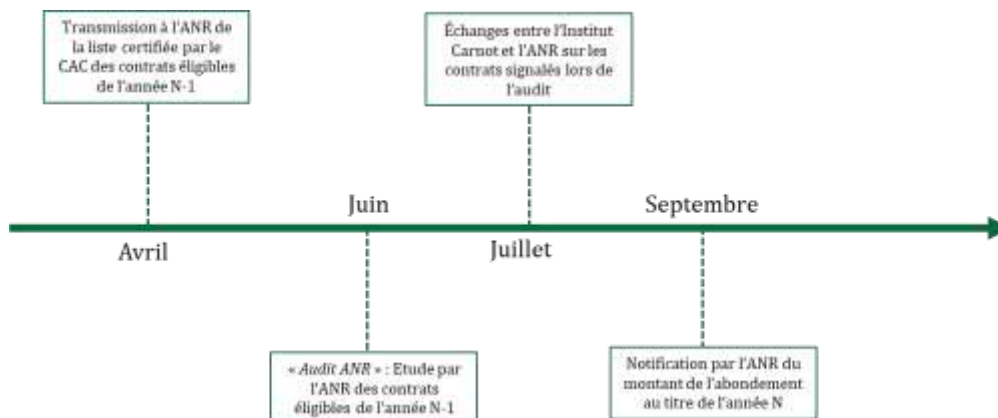 Transmission à l'ANR de
la liste certifiée par le
CAC des contrats éligibles
de l'année N-1
Échanges entre l'Institut
Carnot et l'ANR sur les
contrats signalés lors de
l'audit
Juin
Septembre
Avril
Juillet
« Audit ANR » : Etude par
l'ANR des contrats
éligibles de l'année N-1
Notification par l'ANR du
montant de l'abondement
au titre de l'année N